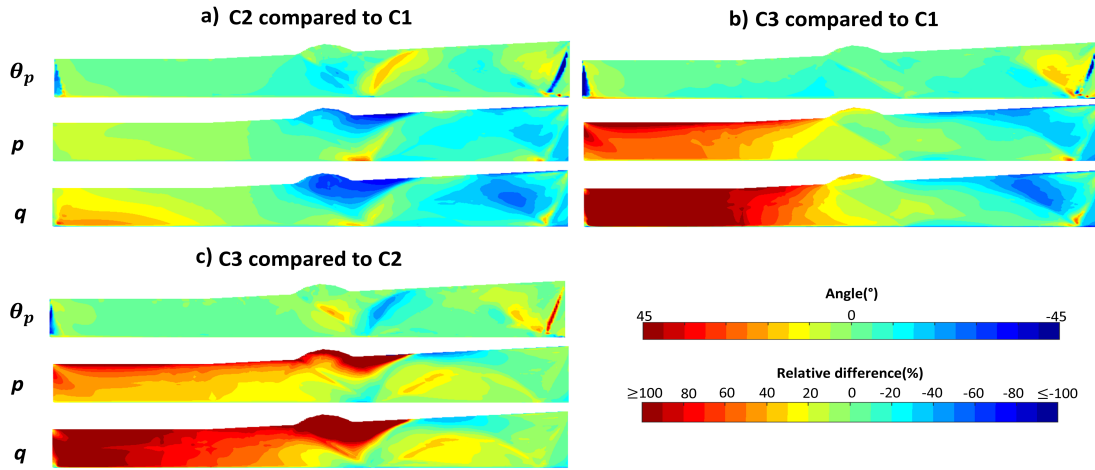 a) C2 compared to C1
b) C3 compared to C1
θp
p
q
c) C3 compared to C2
θp
p
q
Angle(°)
45 0 -45
Relative difference(%)
≥100 80 60 40 20 0 -20 -40 -60 -80 ≤-100